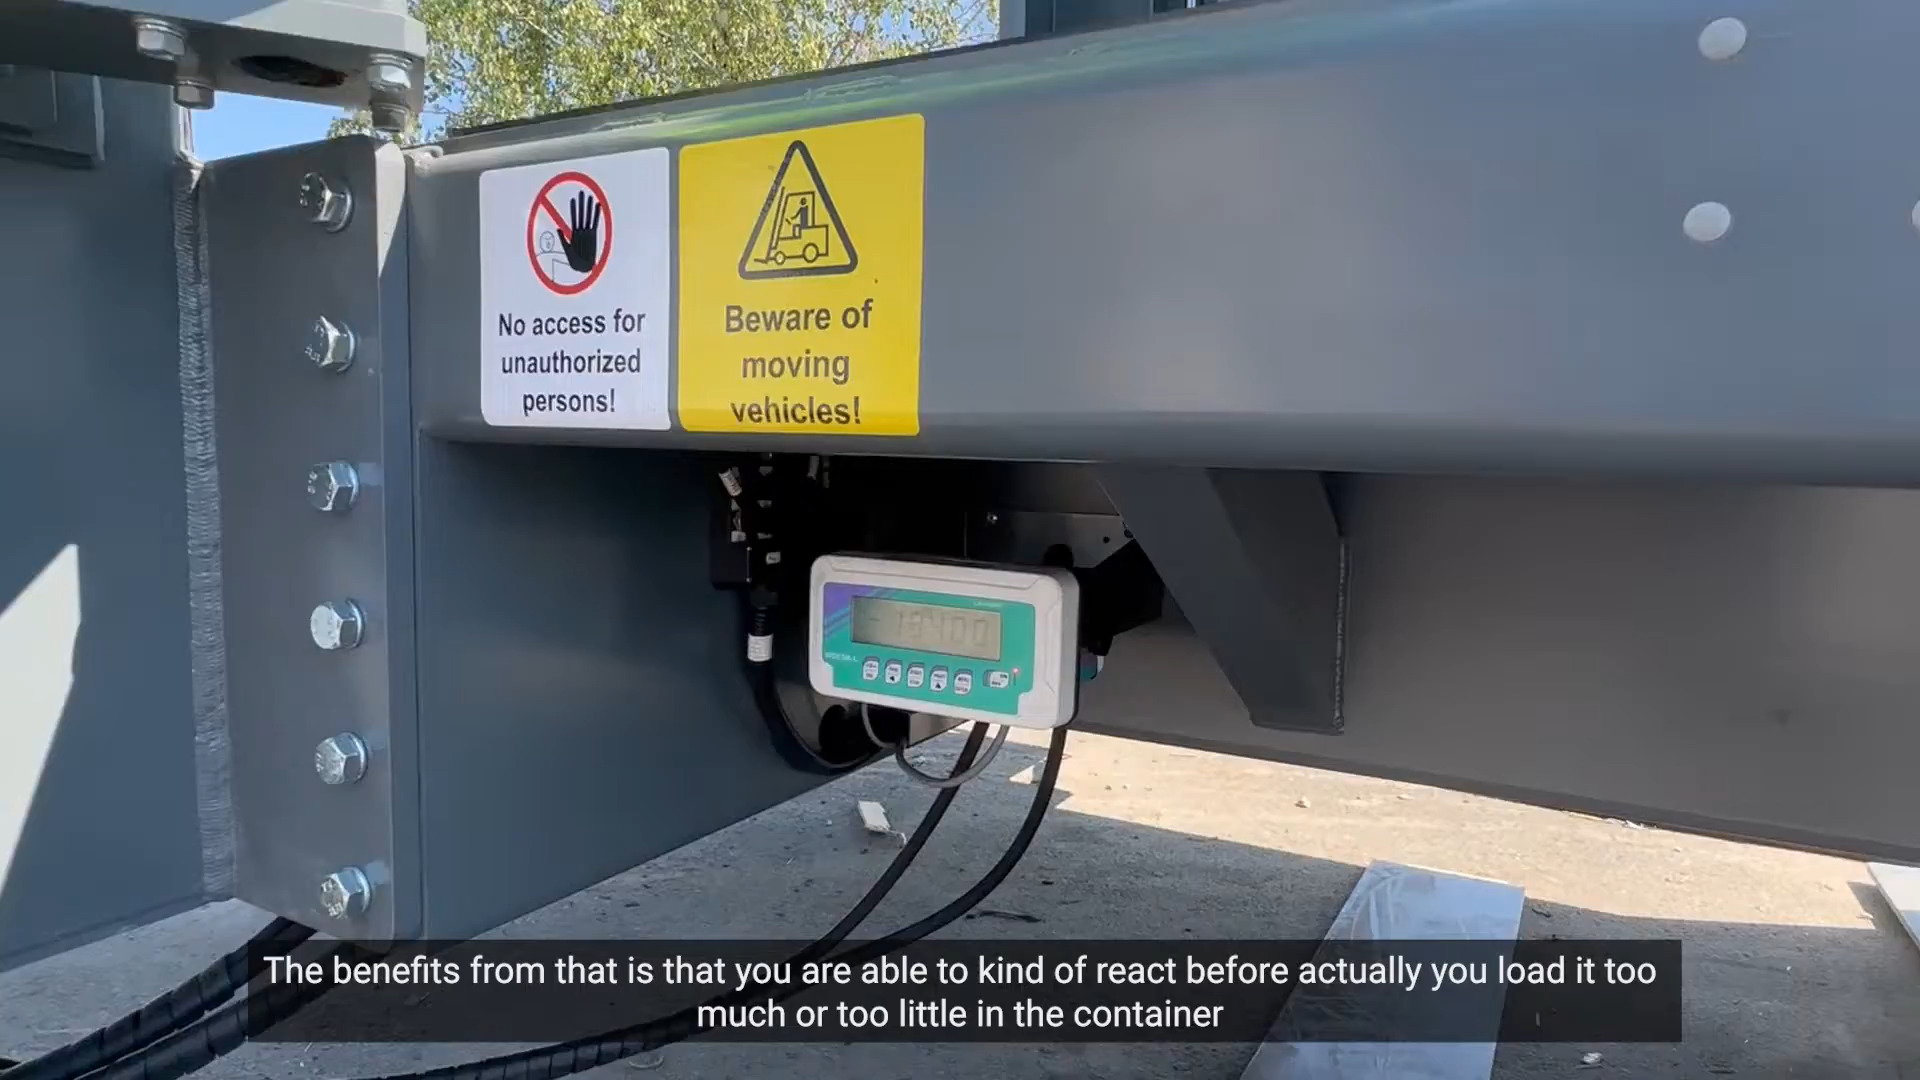 No access for
unauthorized
persons!
Beware of
moving
vehicles!
The benefits from that is that you are able to kind of react before actually you load it too
much or too little in the container